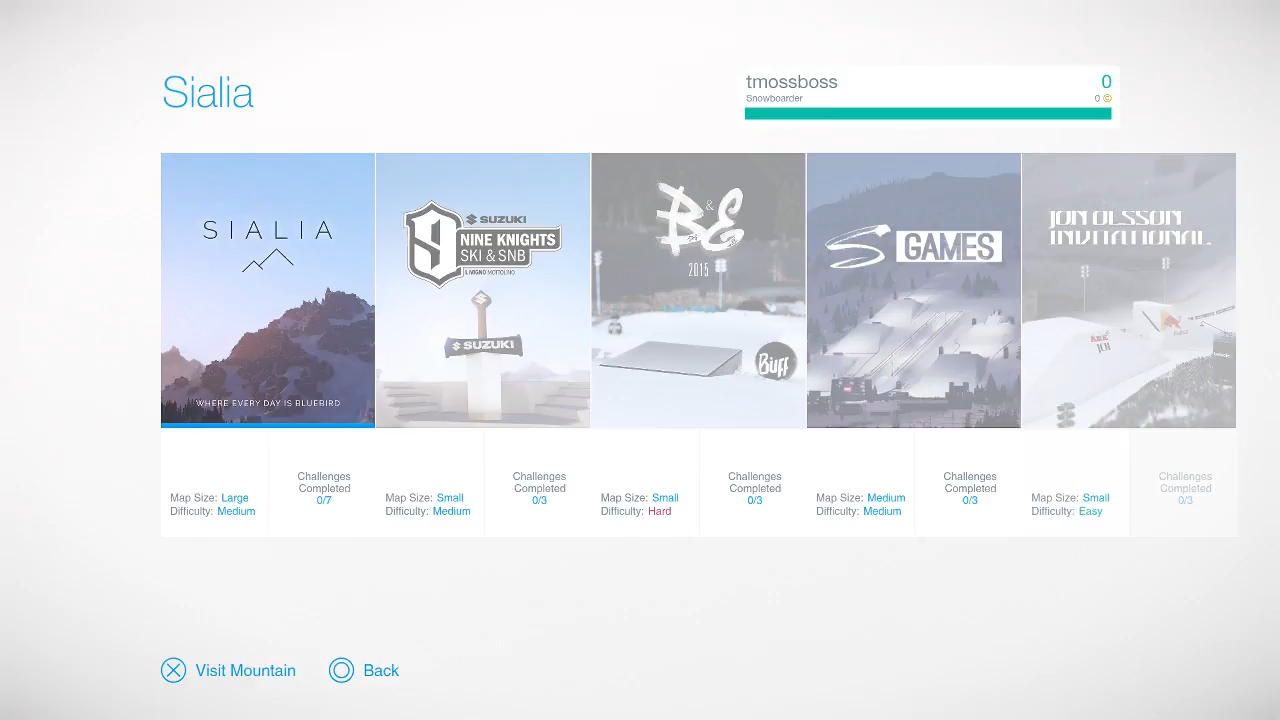 Sialia
tmossboss
0
Snowboarder
0
SIALIA
WHERE EVERY DAY IS BLUEBIRD
9
SUZUKI
NINE KNIGHTS
SKI & SNB
LIVIGNO MOTTOLINO
SUZUKI
B&E
2015
Buff
S GAMES
JON OLSSON
INVITATIONAL
Map Size: Large
Difficulty: Medium
Challenges
Completed
0/7
Map Size: Small
Difficulty: Medium
Challenges
Completed
0/3
Map Size: Small
Difficulty: Hard
Challenges
Completed
0/3
Map Size: Medium
Difficulty: Medium
Challenges
Completed
0/3
Map Size: Small
Difficulty: Easy
Challenges
Completed
0/3
Visit Mountain
Back